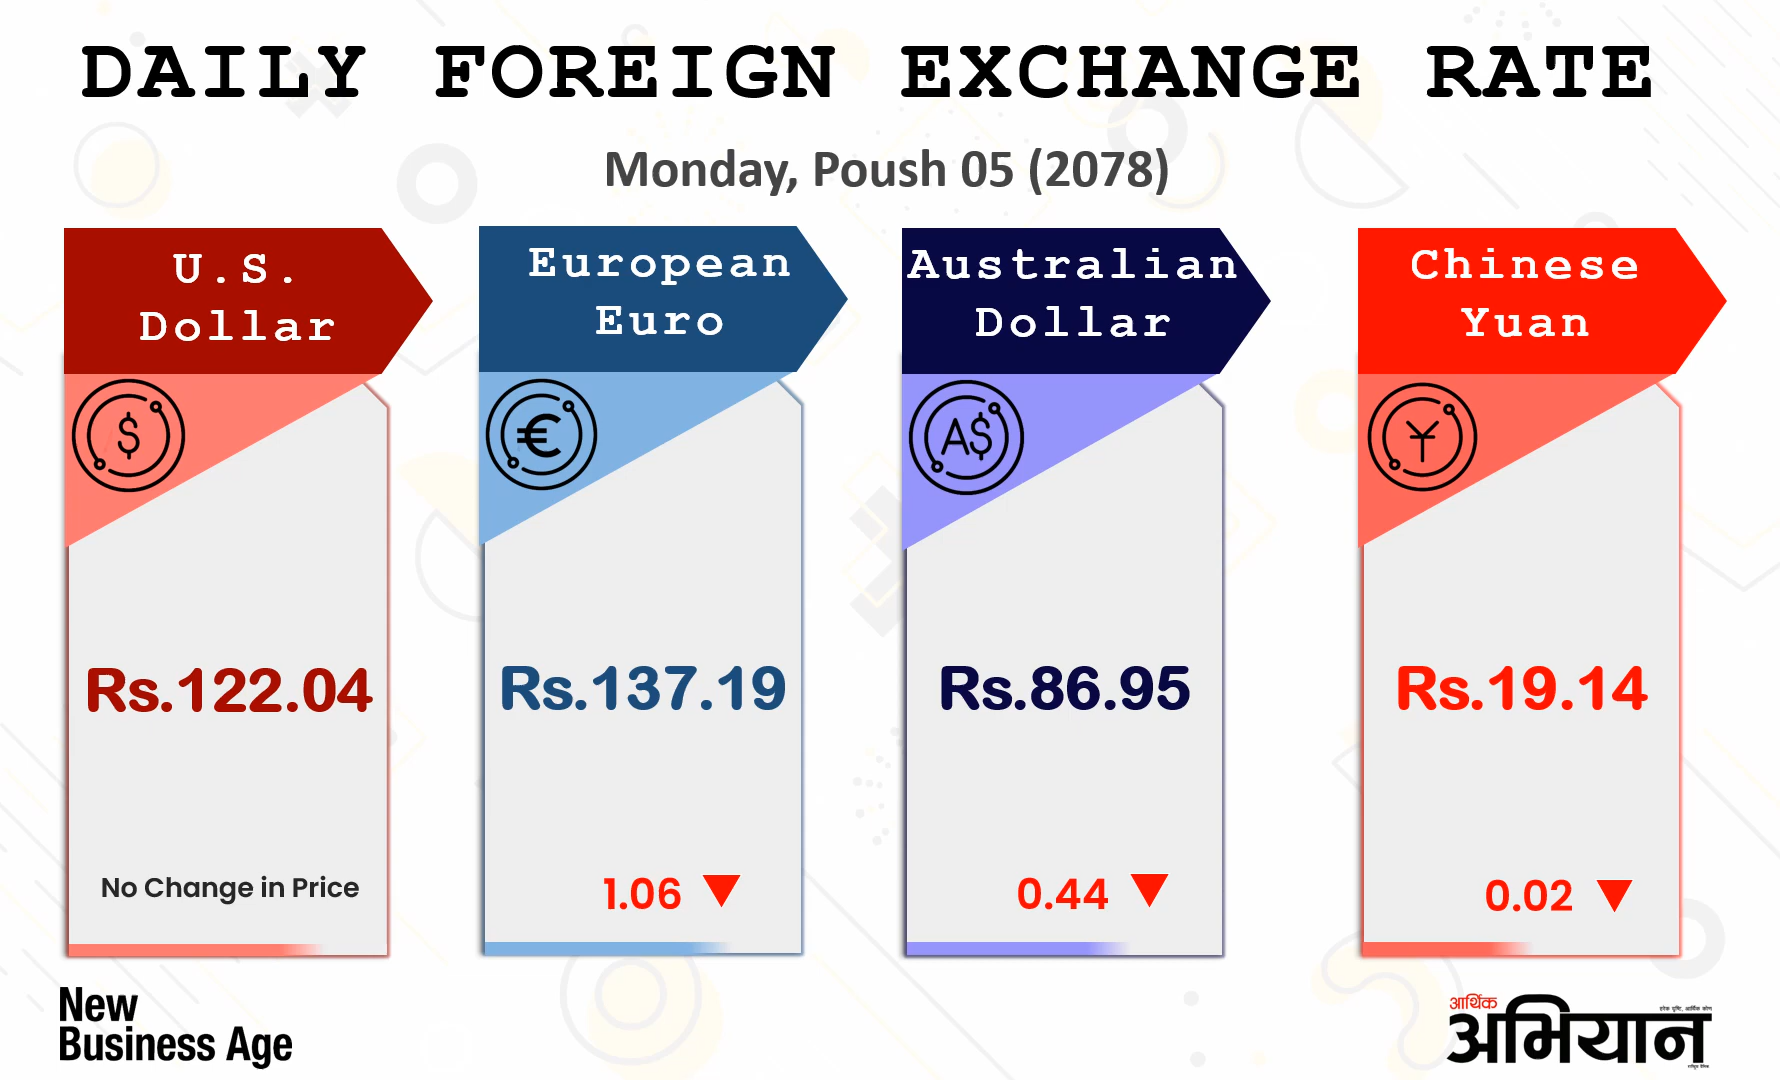 DAILY FOREIGN EXCHANGE RATE
Monday, Poush 05 (2078)
U.S.
Dollar
$
Rs.122.04
No Change in Price
European
Euro
€
Rs.137.19
1.06 ▼
Australian
Dollar
A$
Rs.86.95
0.44 ▼
Chinese
Yuan
Rs.19.14
0.02 ▼
New
Business Age
आर्थिक
अभियान